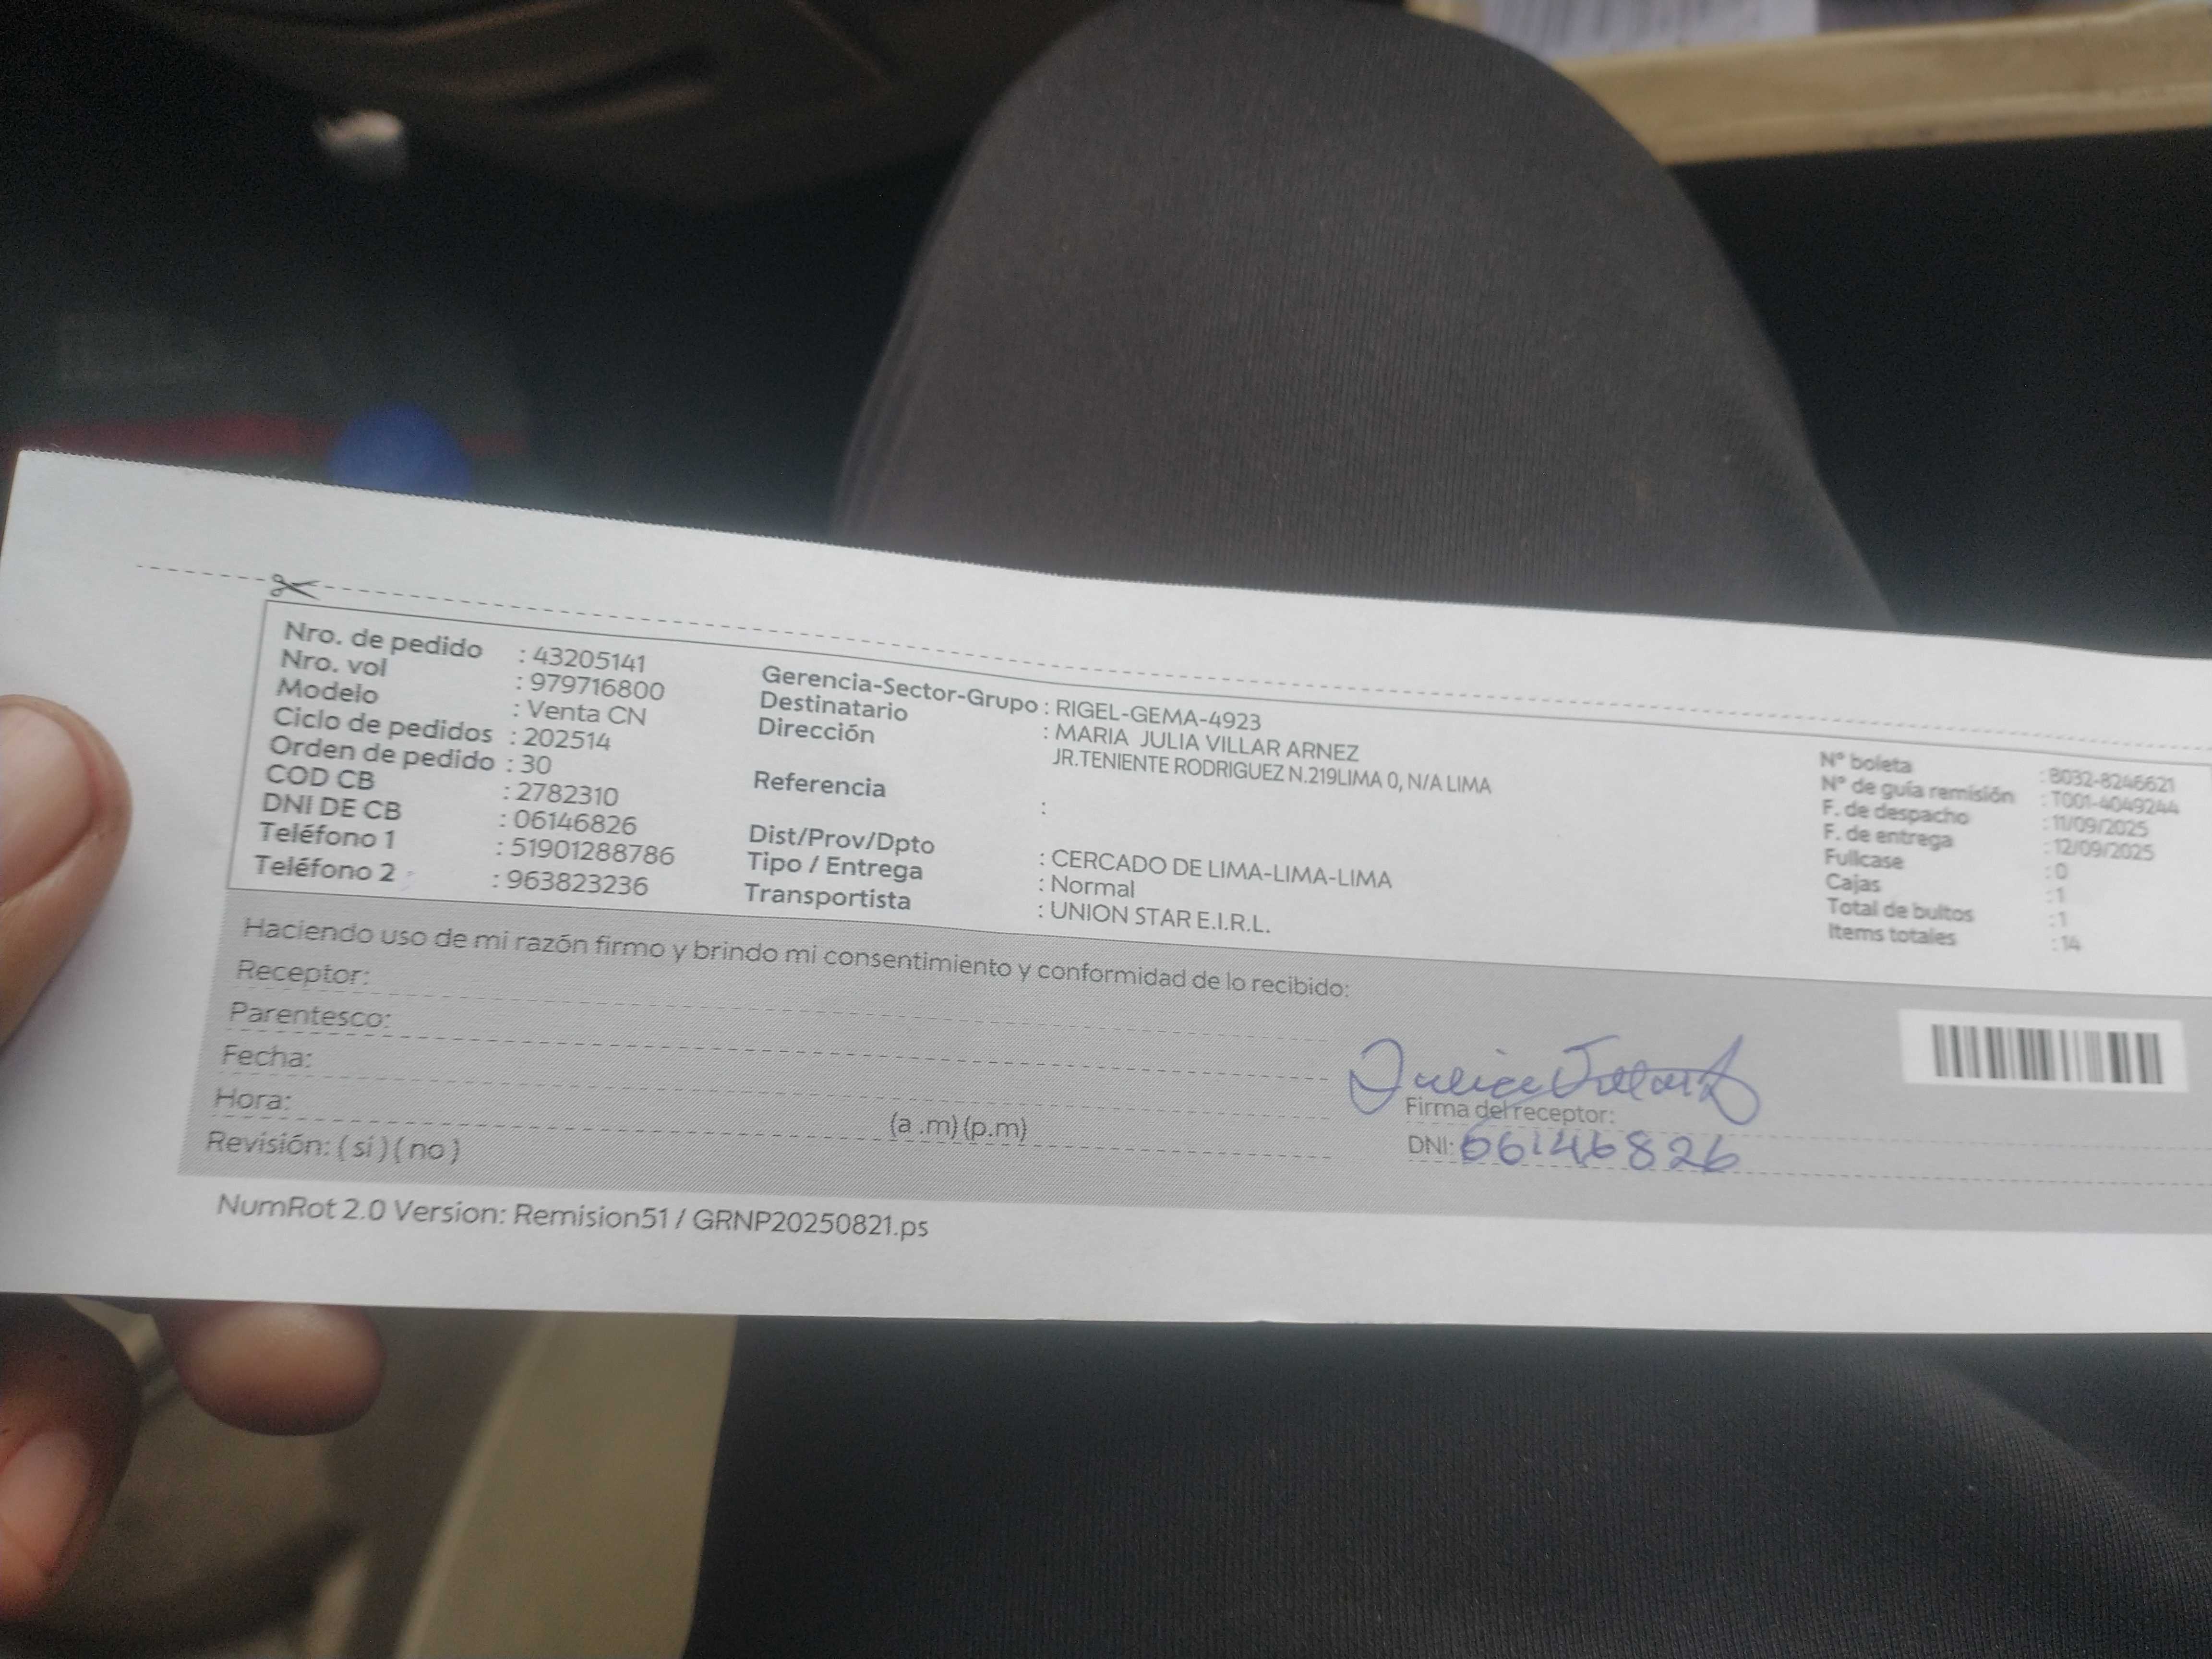 Nro. de pedido : 43205141
Nro. vol : 979716800
Modelo : Venta CN
Ciclo de pedidos : 202514
Orden de pedido : 30
COD CB : 2782310
DNI DE CB : 06146826
Teléfono 1 : 51901288786
Teléfono 2 : 963823236
Gerencia-Sector-Grupo : RIGEL-GEMA-4923
Destinatario : MARIA JULIA VILLAR ARNEZ
Dirección JR.TENIENTE RODRIGUEZ N.219LIMA 0, N/A LIMA
Referencia :
Dist/Prov/Dpto : CERCADO DE LIMA-LIMA-LIMA
Tipo / Entrega : Normal
Transportista : UNION STAR E.I.R.L.
N° boleta : B032-8246621
N° de guía remisión : T001-4049244
F. de despacho : 11/09/2025
F. de entrega : 12/09/2025
Fullcase : 0
Cajas : 1
Total de bultos : 1
Items totales : 14
Haciendo uso de mi razón firmo y brindo mi consentimiento y conformidad de lo recibido:
Receptor:
Parentesco:
Fecha:
Hora: (a .m) (p.m)
Revisión: ( si ) ( no )
Julia Villar A
Firma del receptor:
DNI: 06146826
NumRot 2.0 Version: Remision51 / GRNP20250821.ps